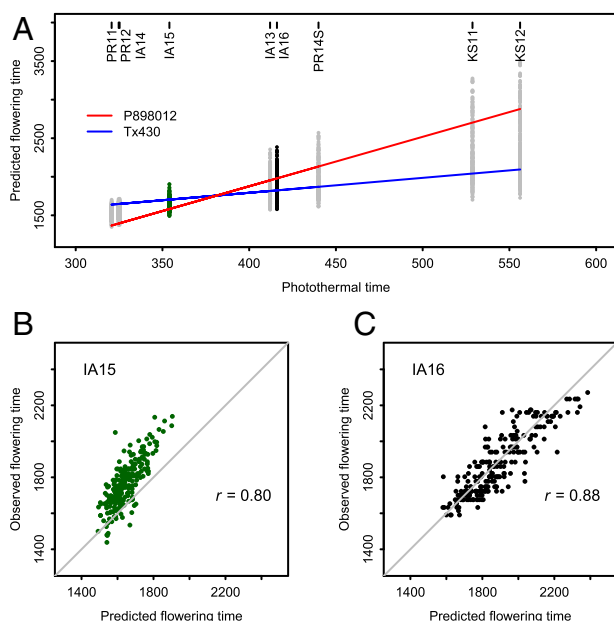 A
PR11
PR12
IA14
IA15
IA13
IA16
PR14S
KS11
KS12
P898012
Tx430
Predicted flowering time
1500
2500
3500
300 350 400 450 500 550 600
Photothermal time
B
IA15
r = 0.80
Observed flowering time
1400
1800
2200
1400 1800 2200
Predicted flowering time
C
IA16
r = 0.88
Observed flowering time
1400
1800
2200
1400 1800 2200
Predicted flowering time